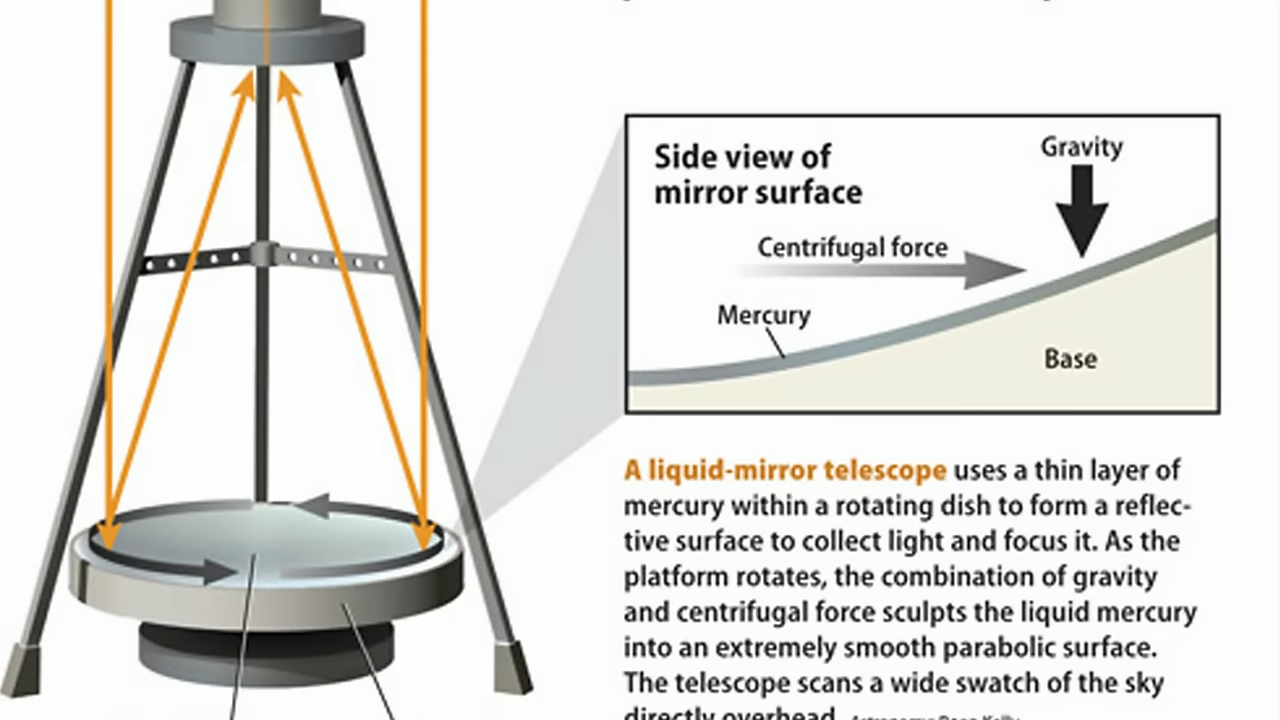 Side view of
mirror surface
Gravity
Centrifugal force
Mercury
Base
A liquid-mirror telescope uses a thin layer of
mercury within a rotating dish to form a reflec-
tive surface to collect light and focus it. As the
platform rotates, the combination of gravity
and centrifugal force sculpts the liquid mercury
into an extremely smooth parabolic surface.
The telescope scans a wide swatch of the sky
directly overhead.